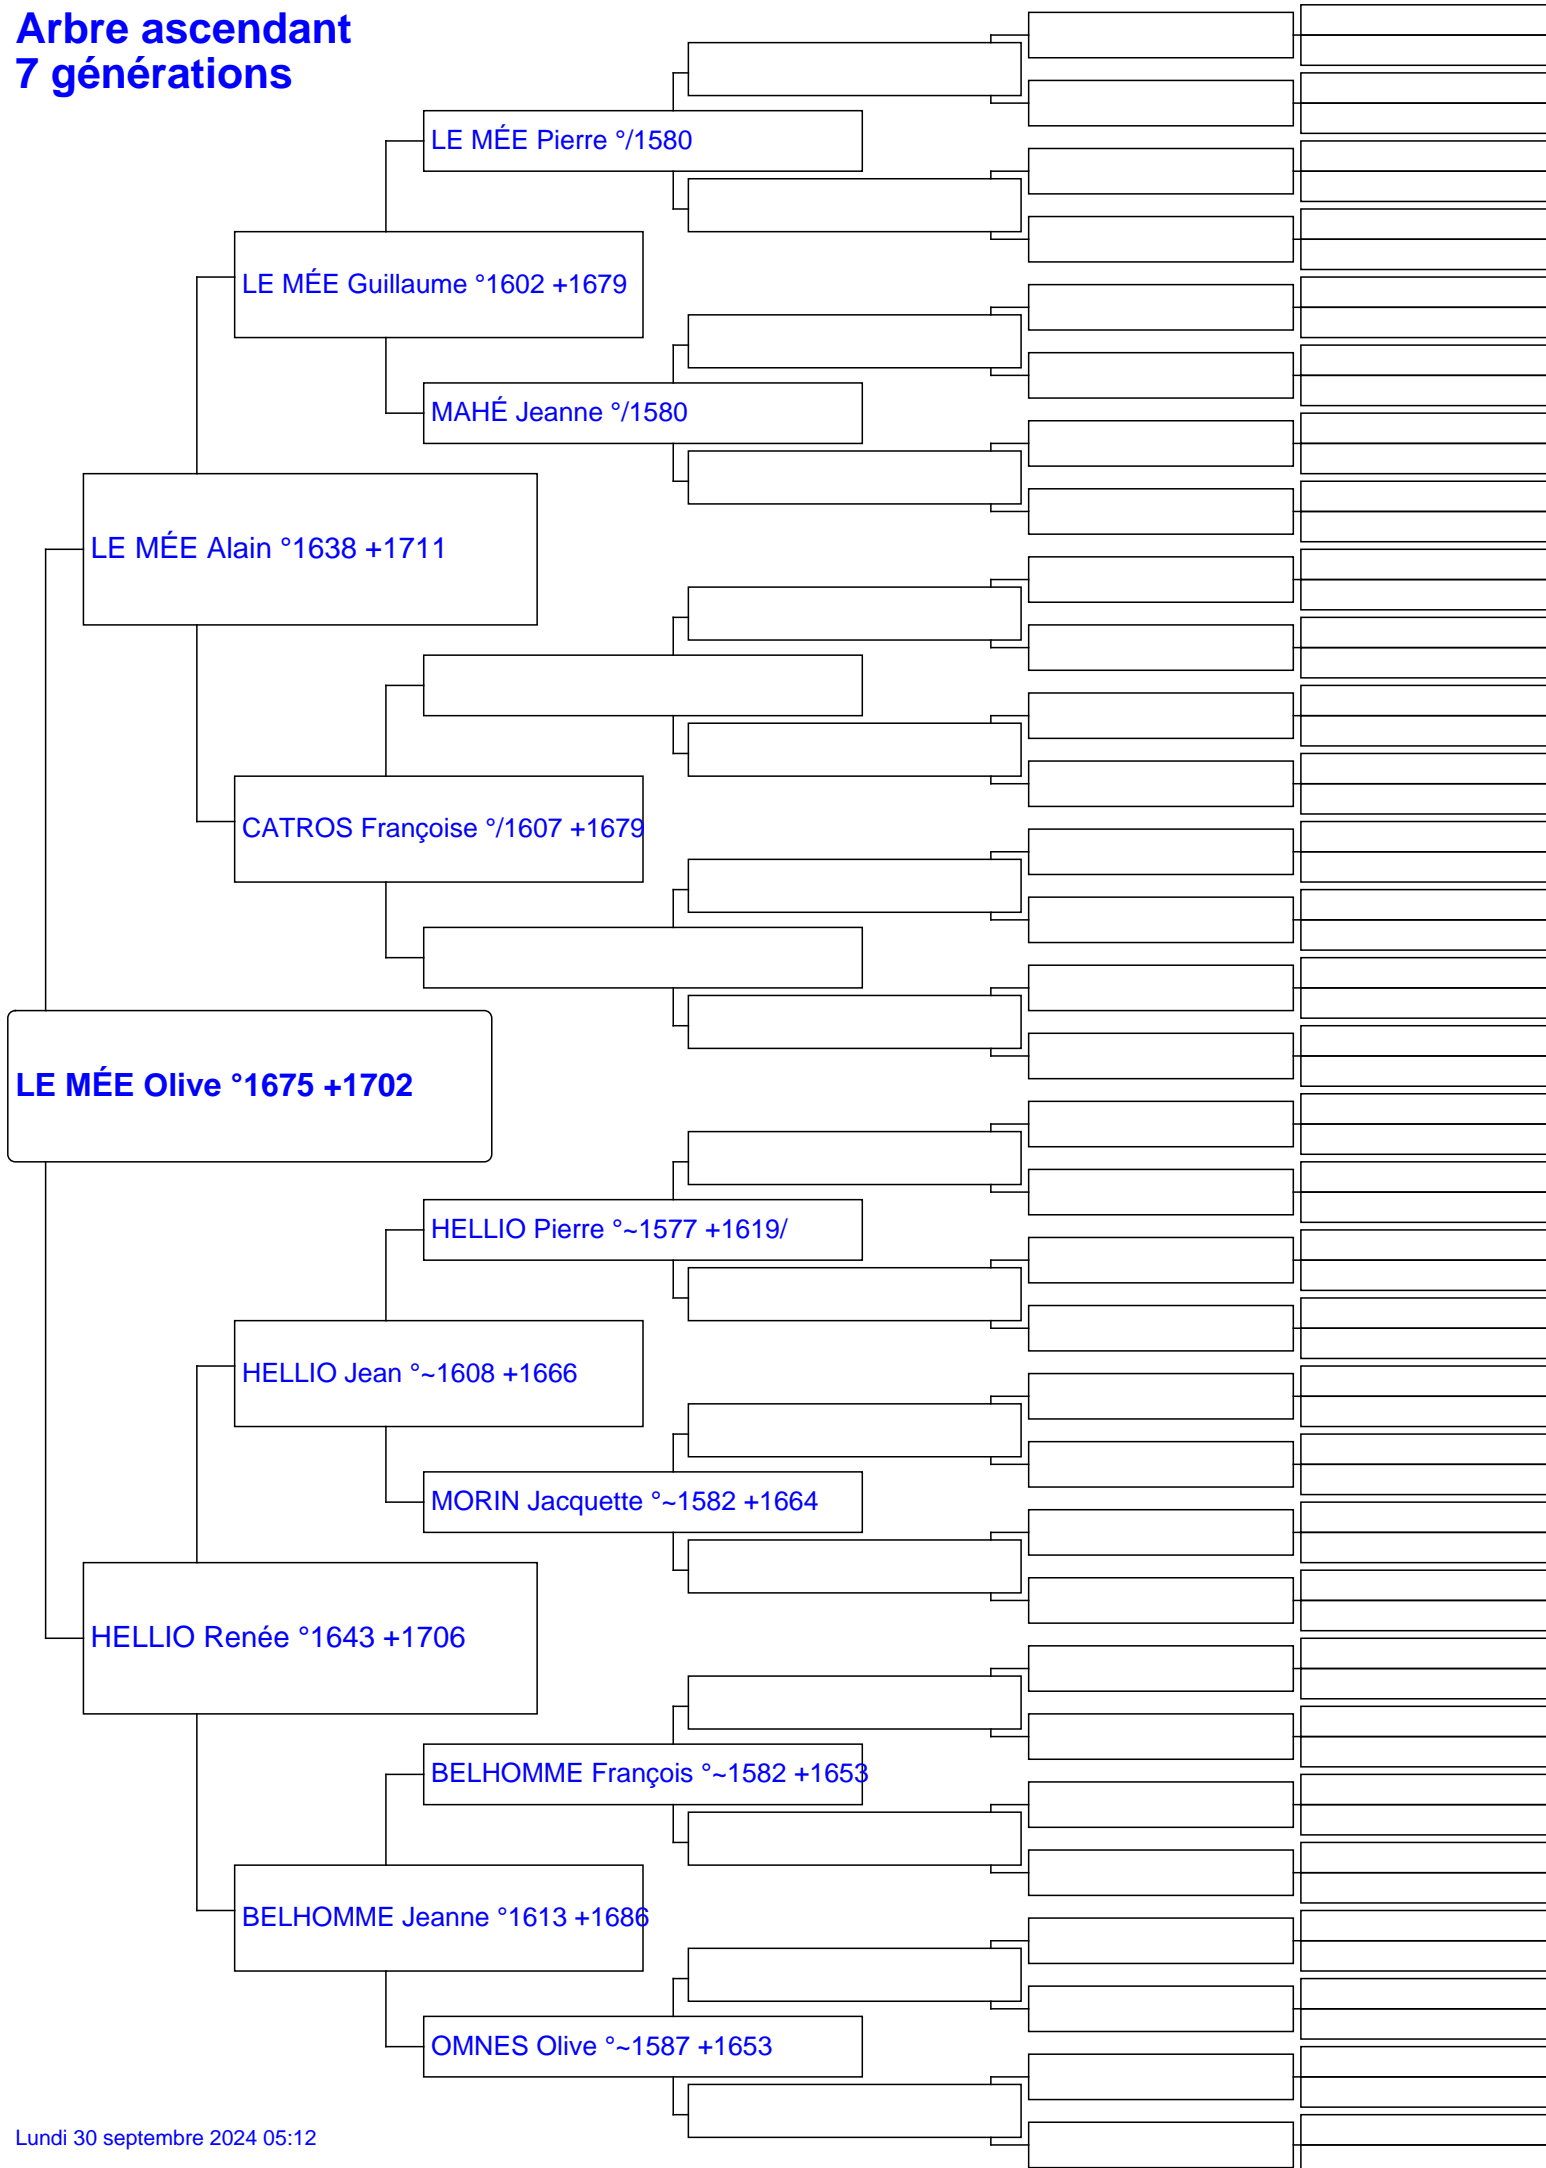 Arbre ascendant
7 générations
LE MÉE Pierre °/1580
LE MÉE Guillaume °1602 +1679
MAHÉ Jeanne °/1580
LE MÉE Alain °1638 +1711
CATROS Françoise °/1607 +1679
LE MÉE Olive °1675 +1702
HELLIO Pierre °~1577 +1619/
HELLIO Jean °~1608 +1666
MORIN Jacquette °~1582 +1664
HELLIO Renée °1643 +1706
BELHOMME François °~1582 +1653
BELHOMME Jeanne °1613 +1686
OMNES Olive °~1587 +1653
Lundi 30 septembre 2024 05:12